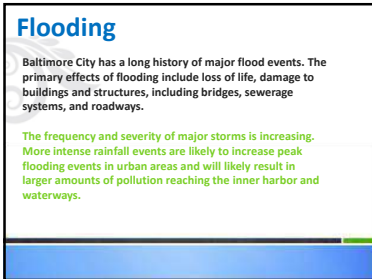 Flooding
Baltimore City has a long history of major flood events. The
primary effects of flooding include loss of life, damage to
buildings and structures, including bridges, sewerage
systems, and roadways.
The frequency and severity of major storms is increasing.
More intense rainfall events are likely to increase peak
flooding events in urban areas and will likely result in
larger amounts of pollution reaching the inner harbor and
waterways.